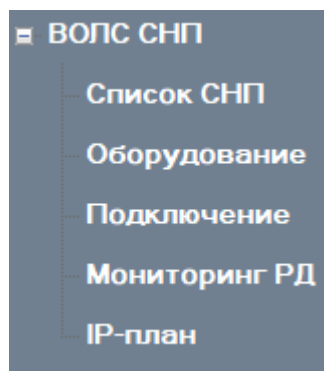 ВОЛС СНП
Список СНП
Оборудование
Подключение
Мониторинг РД
IP-план